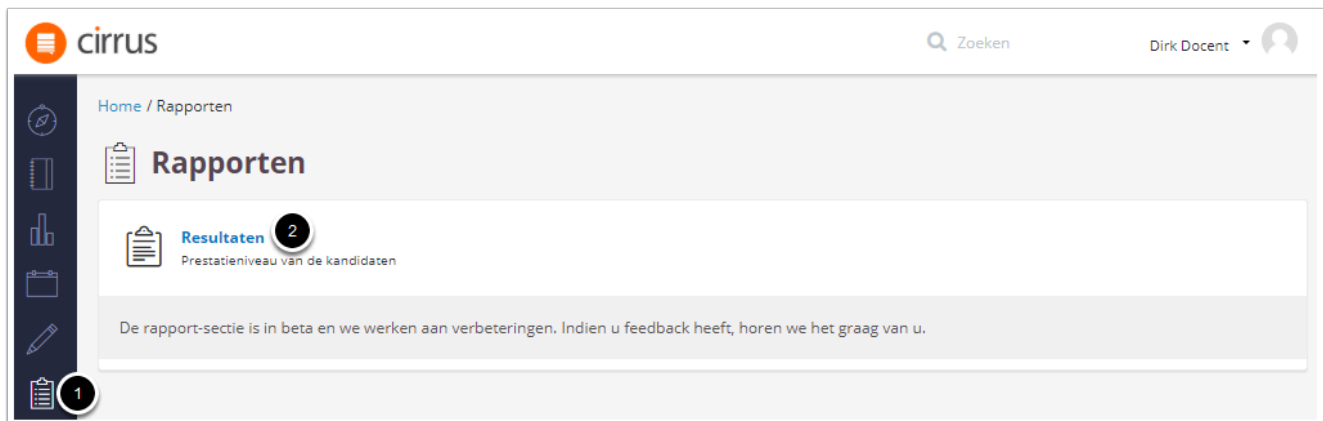 cirrus
Zoeken
Dirk Docent
Home / Rapporten
Rapporten
Resultaten 2
Prestatieniveau van de kandidaten
De rapport-sectie is in beta en we werken aan verbeteringen. Indien u feedback heeft, horen we het graag van u.
1